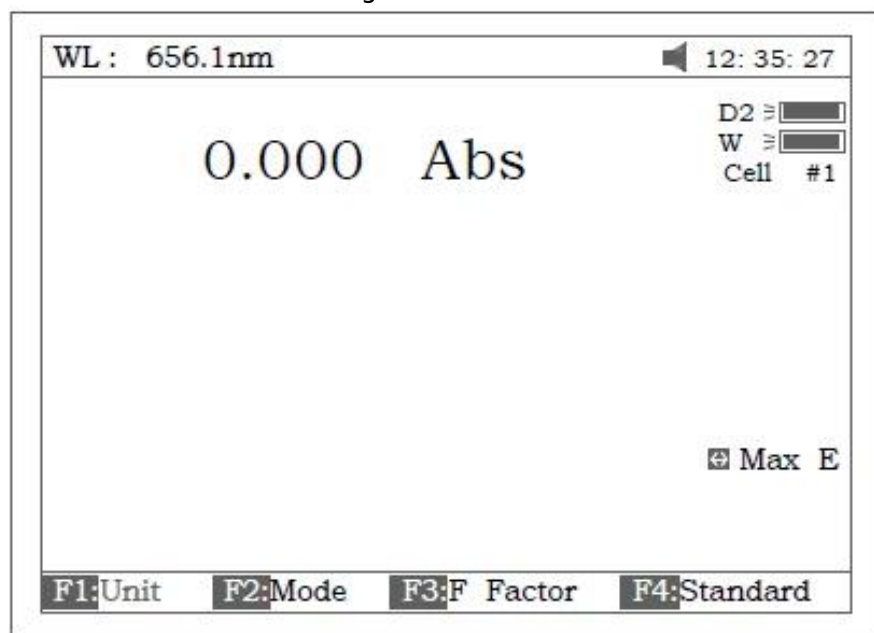 WL : 656.1nm 12: 35: 27
D2
0.000 Abs W
Cell #1
Max E
F1:Unit F2:Mode F3:F Factor F4:Standard